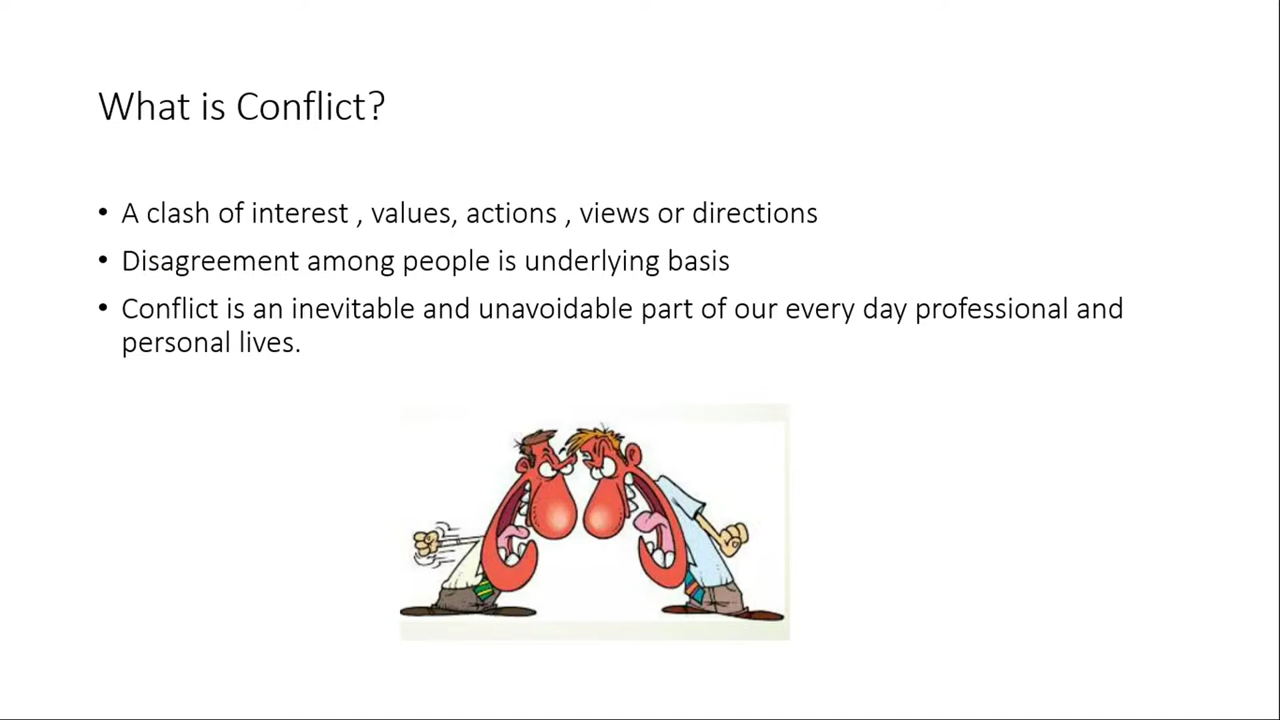 What is Conflict?
• A clash of interest , values, actions , views or directions
• Disagreement among people is underlying basis
• Conflict is an inevitable and unavoidable part of our every day professional and
personal lives.